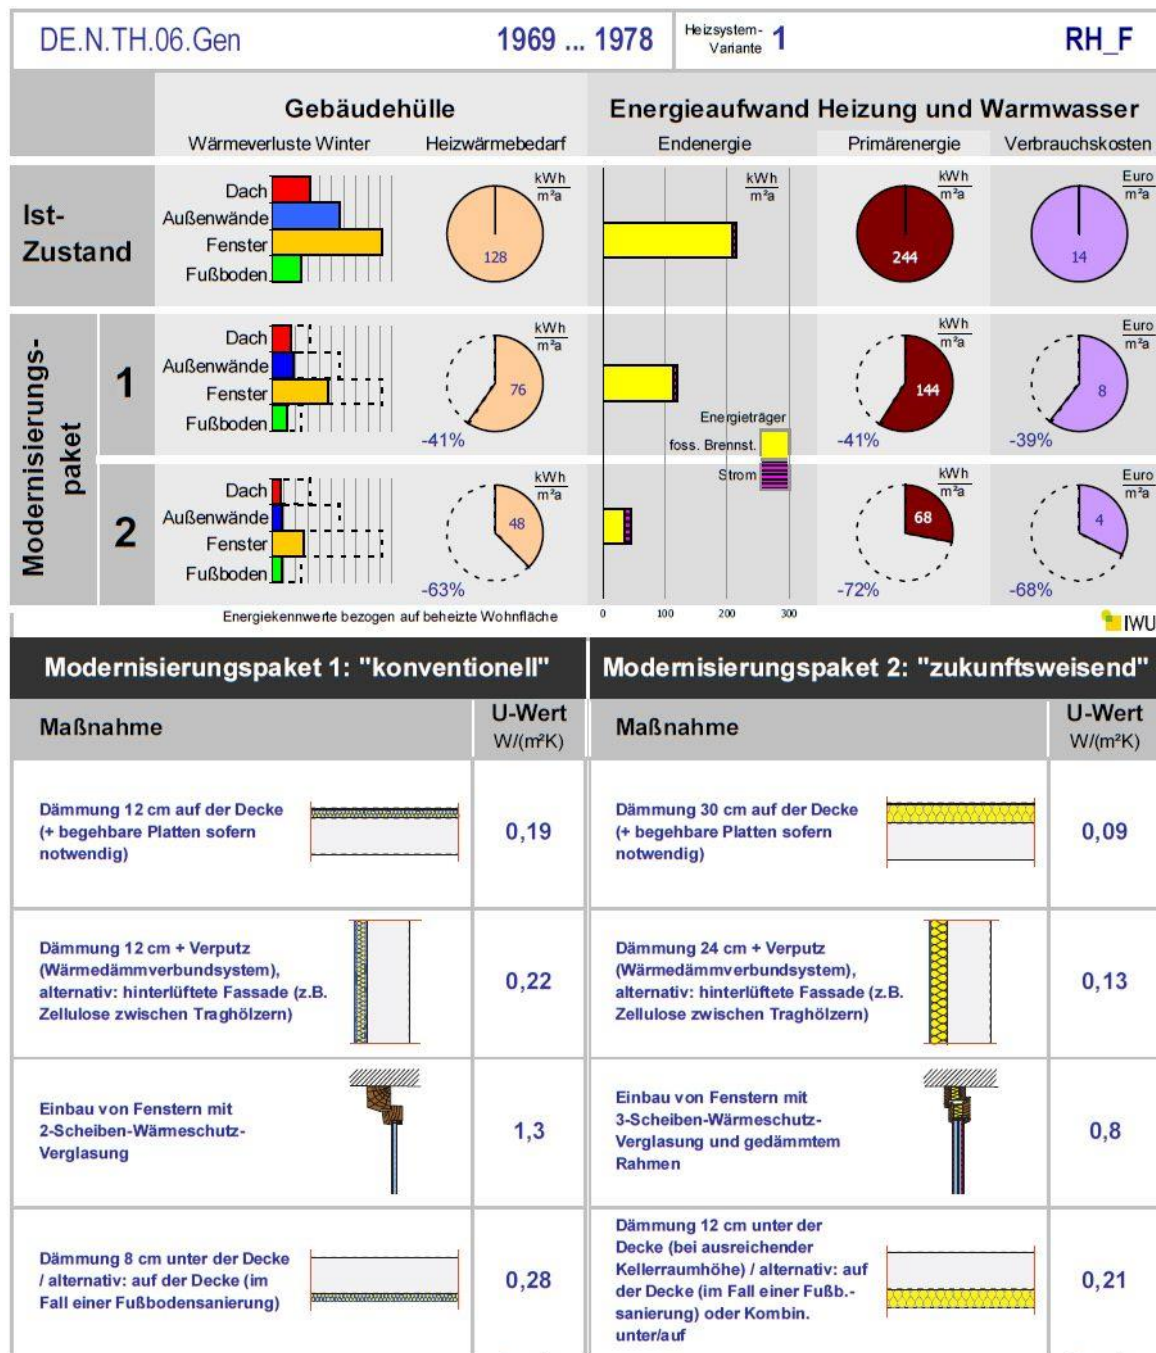 DE.N.TH.06.Gen 1969 ... 1978 Heizsystem-Variante 1 RH_F
Gebäudehülle Energieaufwand Heizung und Warmwasser
Wärmeverluste Winter Heizwärmebedarf Endenergie Primärenergie Verbrauchskosten
Ist-Zustand
Dach
Außenwände
Fenster
Fußboden
kWh
m²a
128
kWh
m²a
kWh
m²a
244
Euro
m²a
14
Modernisierungs-
paket
1
Dach
Außenwände
Fenster
Fußboden
kWh
m²a
76
-41%
Energieträger
foss. Brennst.
Strom
kWh
m²a
144
-41%
Euro
m²a
8
-39%
2
Dach
Außenwände
Fenster
Fußboden
kWh
m²a
48
-63%
kWh
m²a
68
-72%
Euro
m²a
4
-68%
Energiekennwerte bezogen auf beheizte Wohnfläche
0 100 200 300
IWU
Modernisierungspaket 1: "konventionell" Modernisierungspaket 2: "zukunftsweisend"
Maßnahme U-Wert Maßnahme U-Wert
W/(m²K) W/(m²K)
Dämmung 12 cm auf der Decke
(+ begehbare Platten sofern
notwendig)
0,19
Dämmung 30 cm auf der Decke
(+ begehbare Platten sofern
notwendig)
0,09
Dämmung 12 cm + Verputz
(Wärmedämmverbundsystem),
alternativ: hinterlüftete Fassade (z.B.
Zellulose zwischen Traghölzern)
0,22
Dämmung 24 cm + Verputz
(Wärmedämmverbundsystem),
alternativ: hinterlüftete Fassade (z.B.
Zellulose zwischen Traghölzern)
0,13
Einbau von Fenstern mit
2-Scheiben-Wärmeschutz-
Verglasung
1,3
Einbau von Fenstern mit
3-Scheiben-Wärmeschutz-
Verglasung und gedämmtem
Rahmen
0,8
Dämmung 8 cm unter der Decke
/ alternativ: auf der Decke (im
Fall einer Fußbodensanierung)
0,28
Dämmung 12 cm unter der
Decke (bei ausreichender
Kellerraumhöhe) / alternativ: auf
der Decke (im Fall einer Fußb.-
sanierung) oder Kombin.
unter/auf
0,21